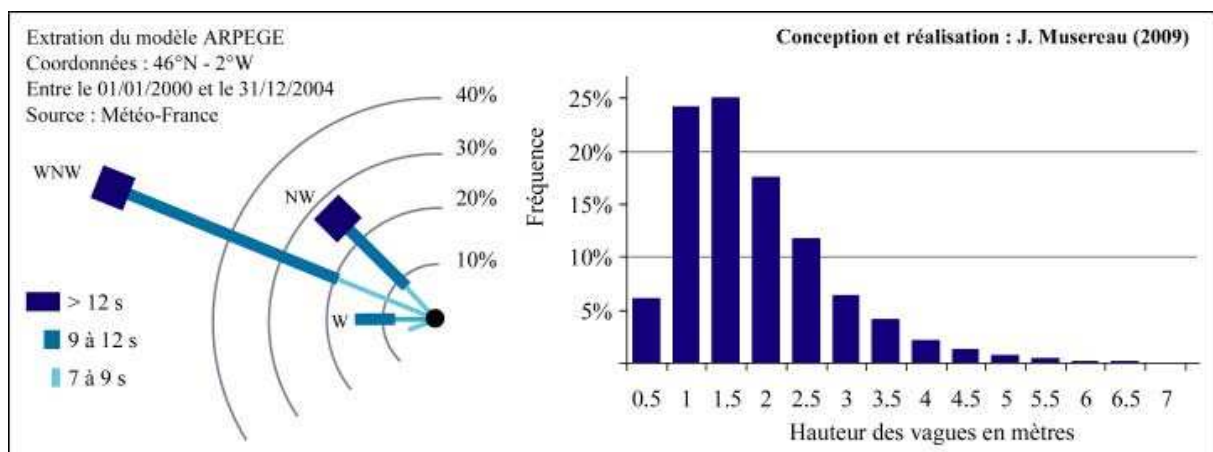 Extration du modèle ARPEGE
Coordonnées : 46°N - 2°W
Entre le 01/01/2000 et le 31/12/2004
Source : Météo-France
40%
30%
20%
10%
WNW
NW
W
> 12 s
9 à 12 s
7 à 9 s
Conception et réalisation : J. Musereau (2009)
Fréquence
25%
20%
15%
10%
5%
0.5 1 1.5 2 2.5 3 3.5 4 4.5 5 5.5 6 6.5 7
Hauteur des vagues en mètres